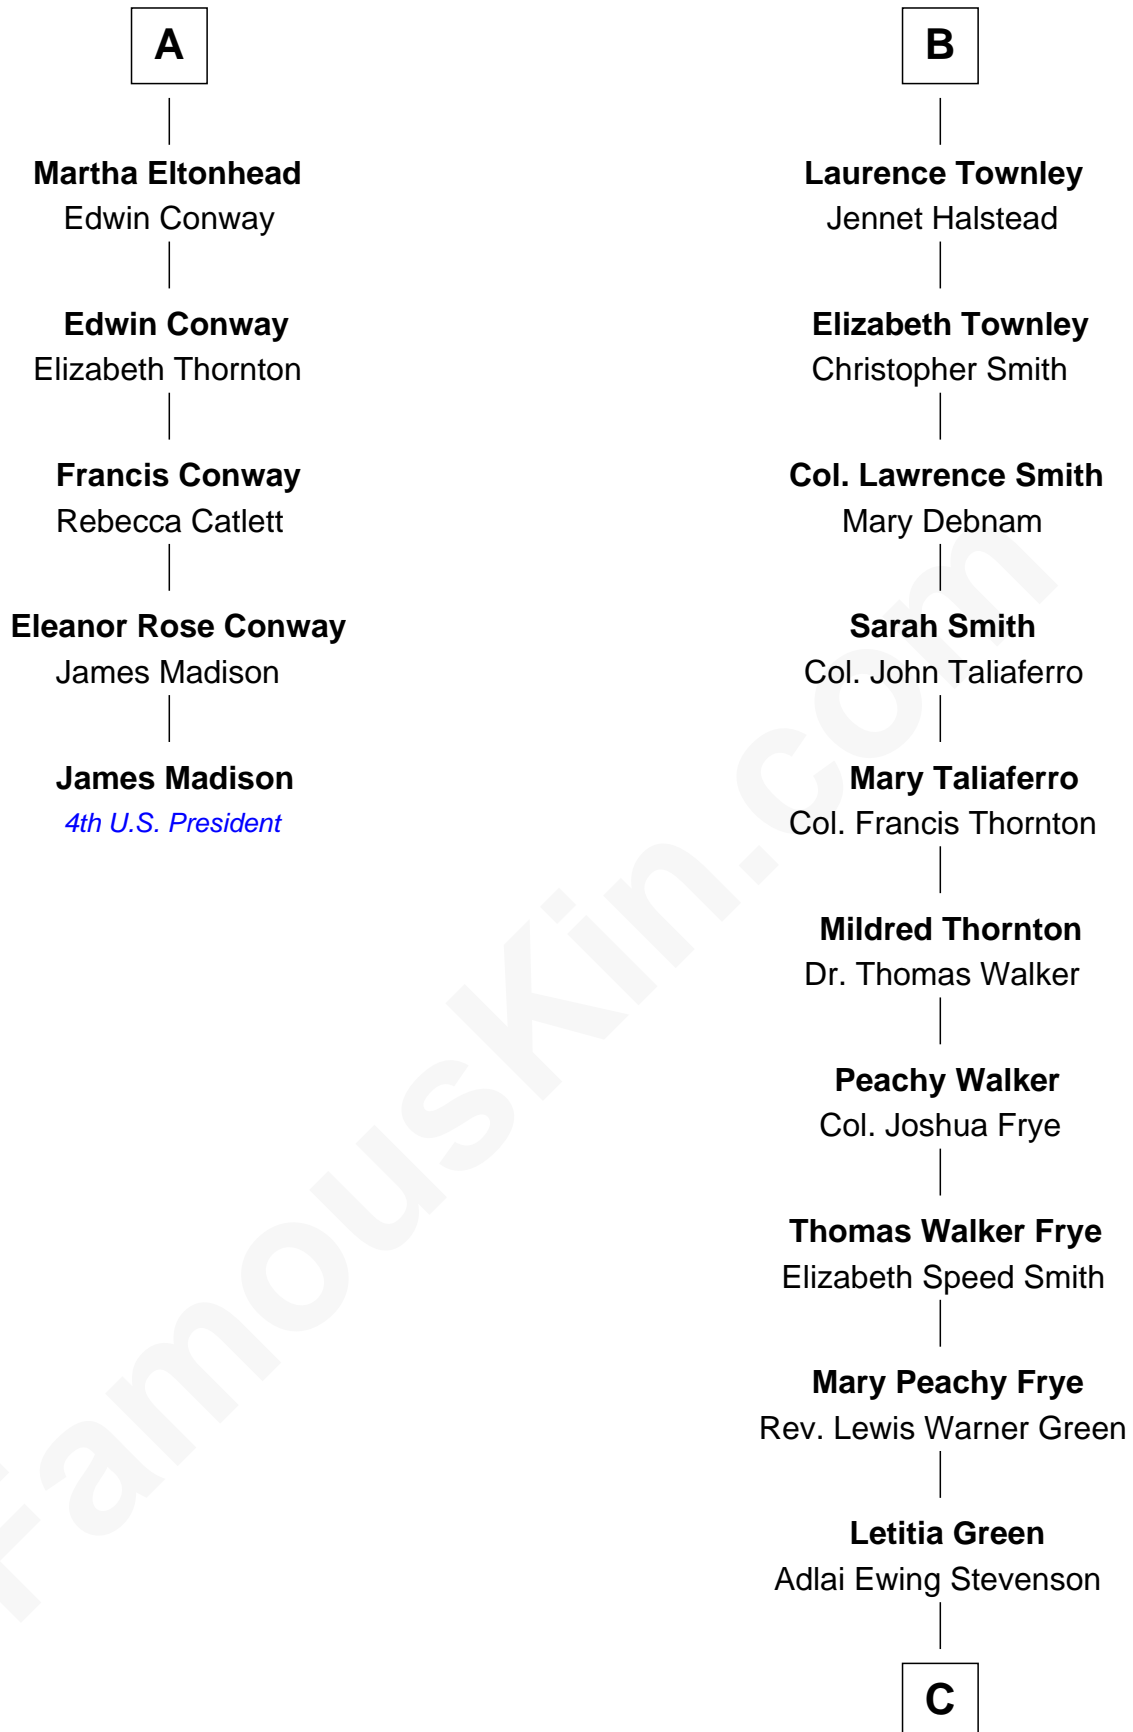 A
Martha Eltonhead
Edwin Conway
Edwin Conway
Elizabeth Thornton
Francis Conway
Rebecca Catlett
Eleanor Rose Conway
James Madison
James Madison
4th U.S. President
B
Laurence Townley
Jennet Halstead
Elizabeth Townley
Christopher Smith
Col. Lawrence Smith
Mary Debnam
Sarah Smith
Col. John Taliaferro
Mary Taliaferro
Col. Francis Thornton
Mildred Thornton
Dr. Thomas Walker
Peachy Walker
Col. Joshua Frye
Thomas Walker Frye
Elizabeth Speed Smith
Mary Peachy Frye
Rev. Lewis Warner Green
Letitia Green
Adlai Ewing Stevenson
C
FamousKin.com